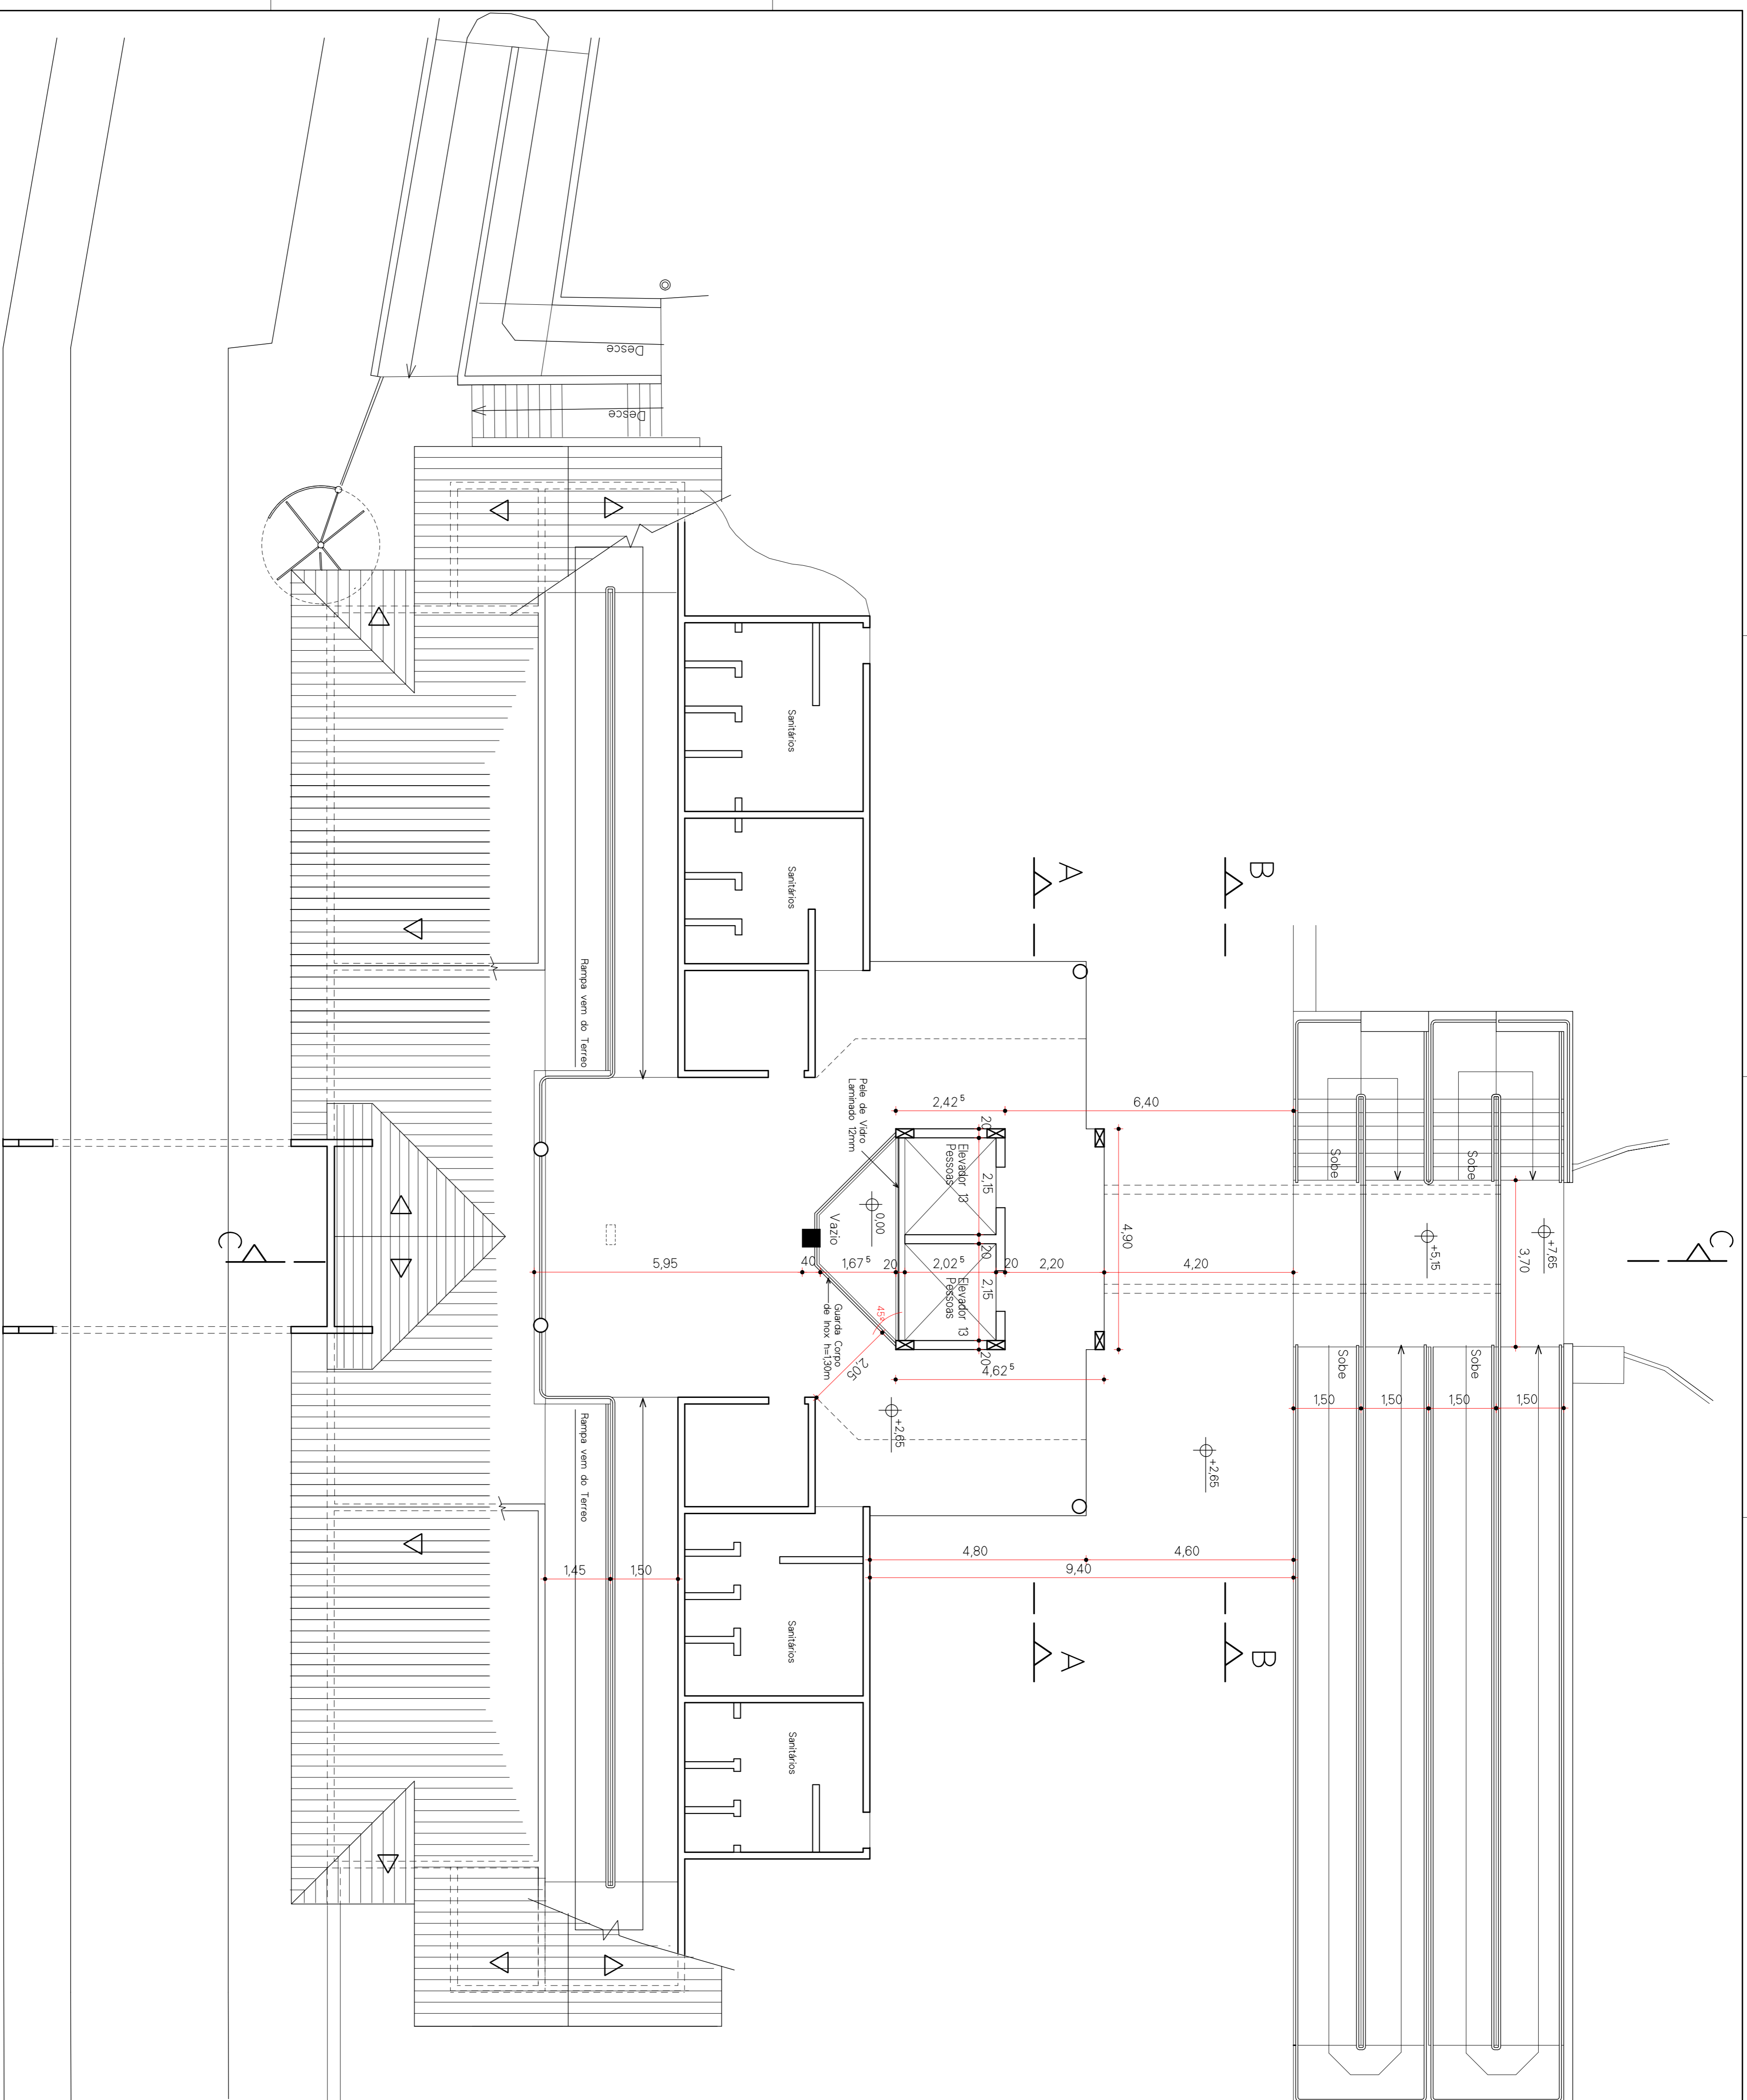 Desce
Desce
Sanitários
Sanitários
Rampa vem do Terreo
B
A
Pele de Vidro
Laminado 12mm
2,42⁵
6,40
20
Elevador 13
Pessoas
2,15
4,90
0,00
Vazio
20
5,95
40
1,67⁵
20
2,02⁵
20
2,20
4,20
Elevador 13
Pessoas
2,15
45°
20
Guarda Corpo
de Inox h=1,30m
2,05
4,62⁵
+2,65
+2,65
Sobe
Sobe
+5,15
+7,65
3,70
C
C
Sobe
Sobe
1,50
1,50
1,50
1,50
Rampa vem do Terreo
1,45
1,50
4,80
4,60
9,40
Sanitários
Sanitários
A
B